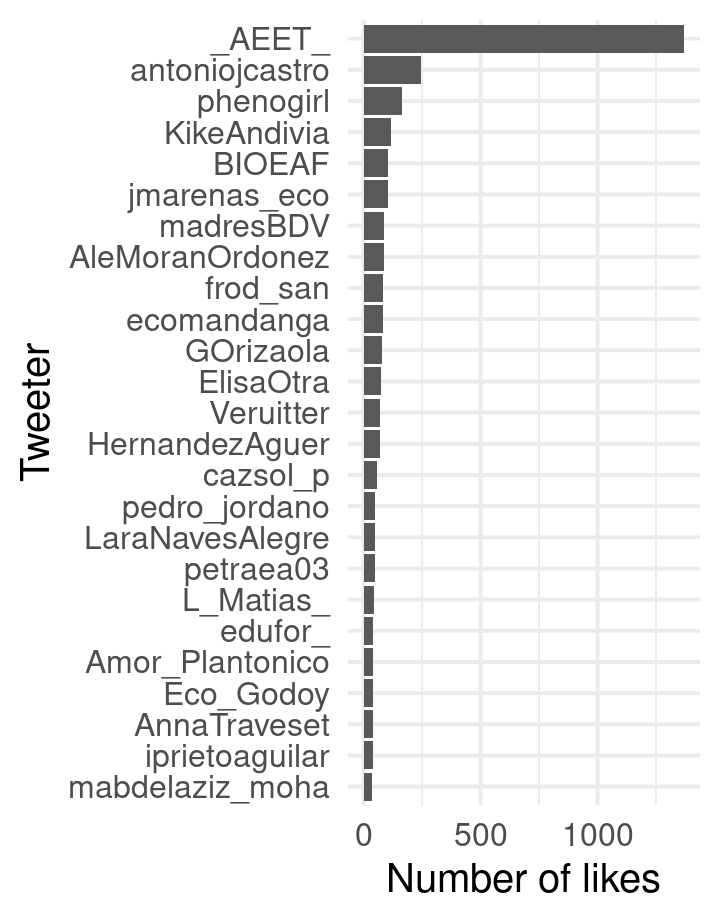 _AEET_
antoniojcastro
phenogirl
KikeAndivia
BIOEAF
jmarenas_eco
madresBDV
AleMoranOrdonez
frod_san
ecomandanga
GOrizaola
ElisaOtra
Veruitter
HernandezAguer
cazsol_p
pedro_jordano
LaraNavesAlegre
petraea03
L_Matias_
edufor_
Amor_Plantonico
Eco_Godoy
AnnaTraveset
iprietoaguilar
mabdelaziz_moha
Tweeter
0 500 1000
Number of likes